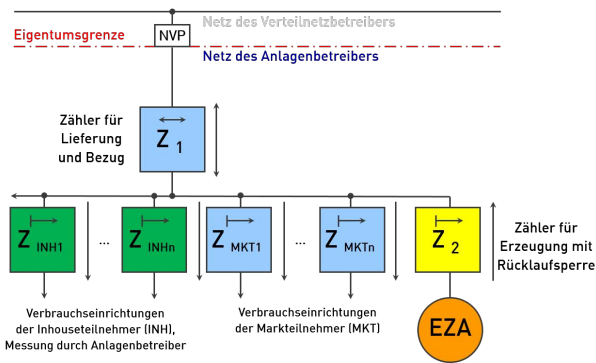 Netz des Verteilnetzbetreibers
Eigentumsgrenze
NVP
Netz des Anlagenbetreibers
Zähler für
Lieferung
und Bezug
Z 1
Z INH1
...
Z INHn
Z MKT1
...
Z MKTn
Z 2
Zähler für
Erzeugung mit
Rücklaufsperre
Verbrauchseinrichtungen
der Inhouseteilnehmer (INH),
Messung durch Anlagenbetreiber
Verbrauchseinrichtungen
der Markteilnehmer (MKT)
EZA